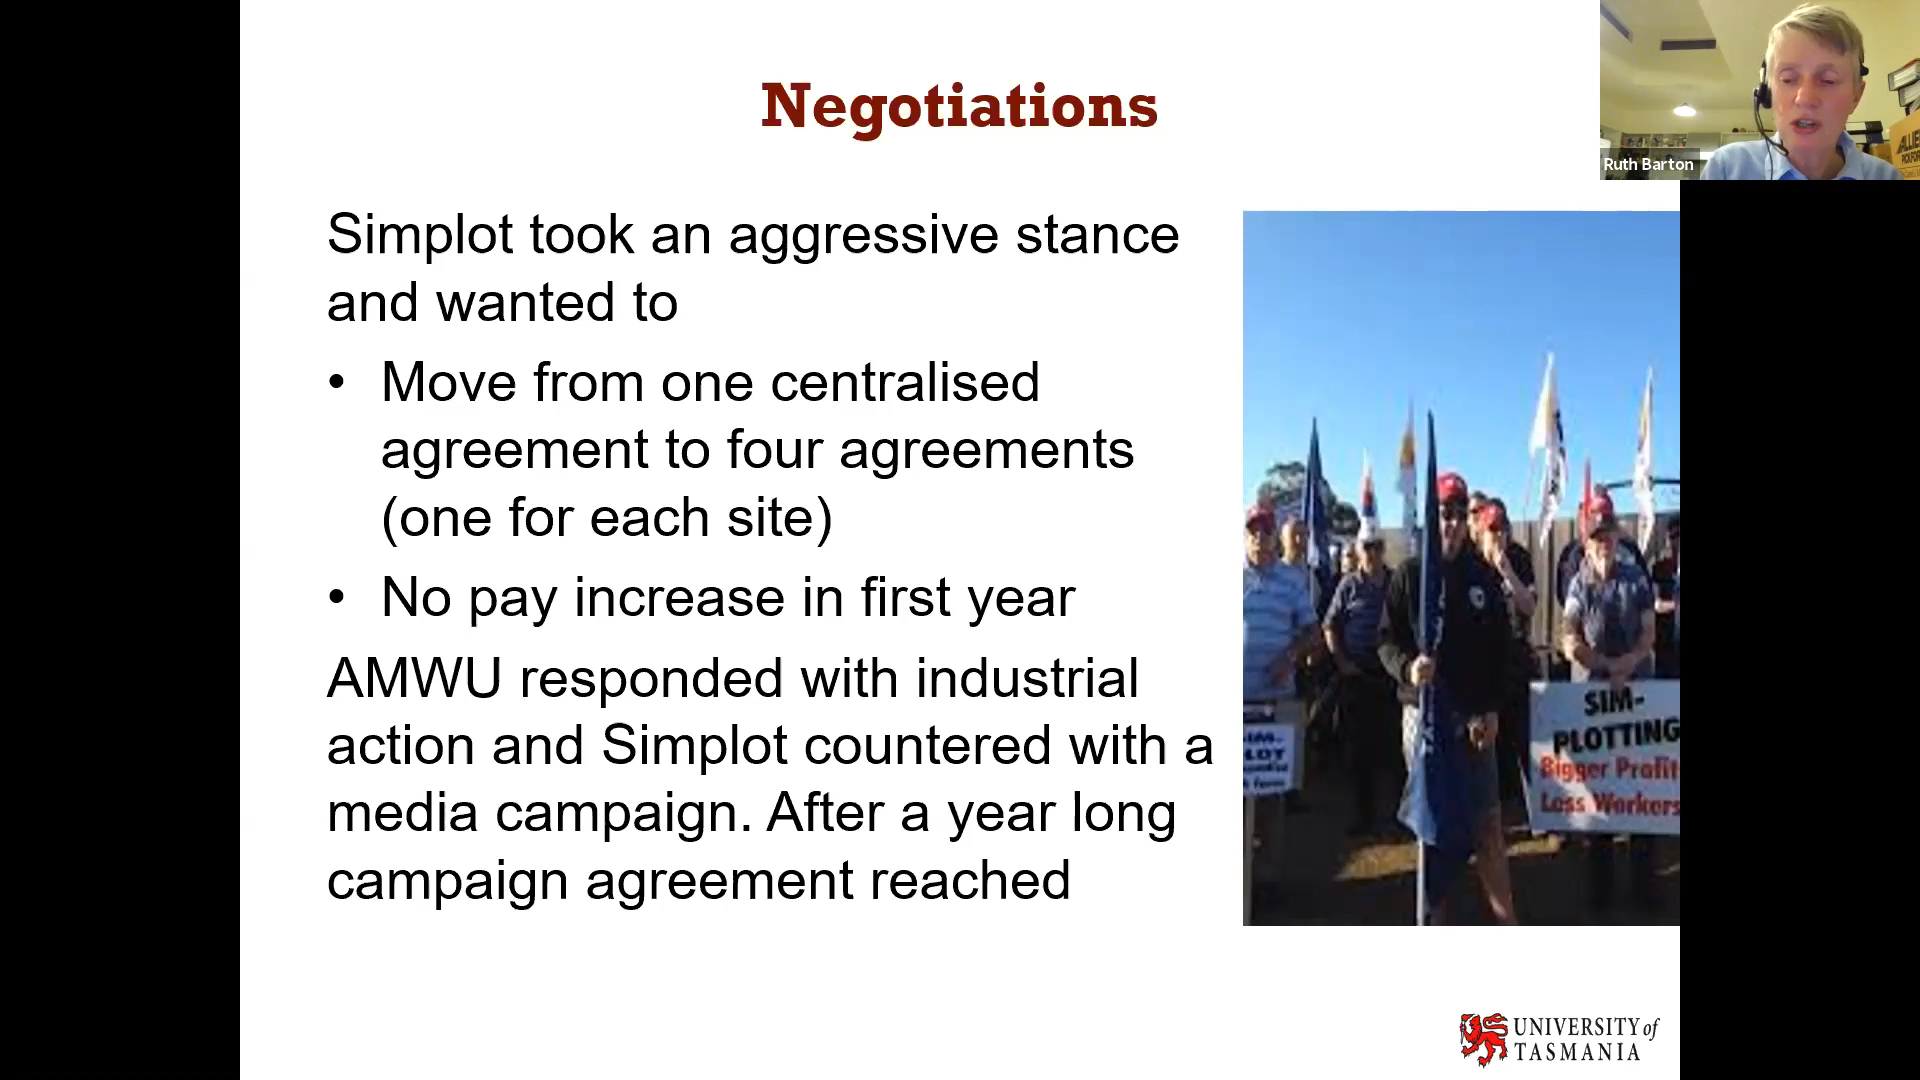 Negotiations
Ruth Barton
Simplot took an aggressive stance
and wanted to
• Move from one centralised
agreement to four agreements
(one for each site)
• No pay increase in first year
AMWU responded with industrial
action and Simplot countered with a
media campaign. After a year long
campaign agreement reached
SIM-
PLOTTING
Bigger Profit
Less Workers
UNIVERSITY of
TASMANIA